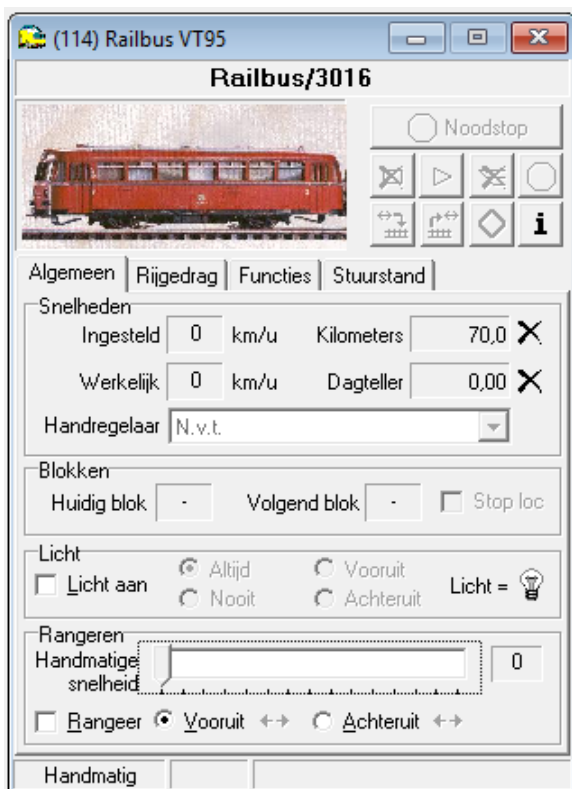 (114) Railbus VT95
Railbus/3016
Noodstop
i
Algemeen Rijgedrag Functies Stuurstand
Snelheden
Ingesteld 0 km/u Kilometers 70,0
Werkelijk 0 km/u Dagteller 0,00
Handregelaar N.v.t.
Blokken
Huidig blok - Volgend blok - Stop loc
Licht
Licht aan Altijd Vooruit Licht =
Nooit Achteruit
Rangeren
Handmatige
snelheid 0
Rangeer Vooruit Achteruit
Handmatig